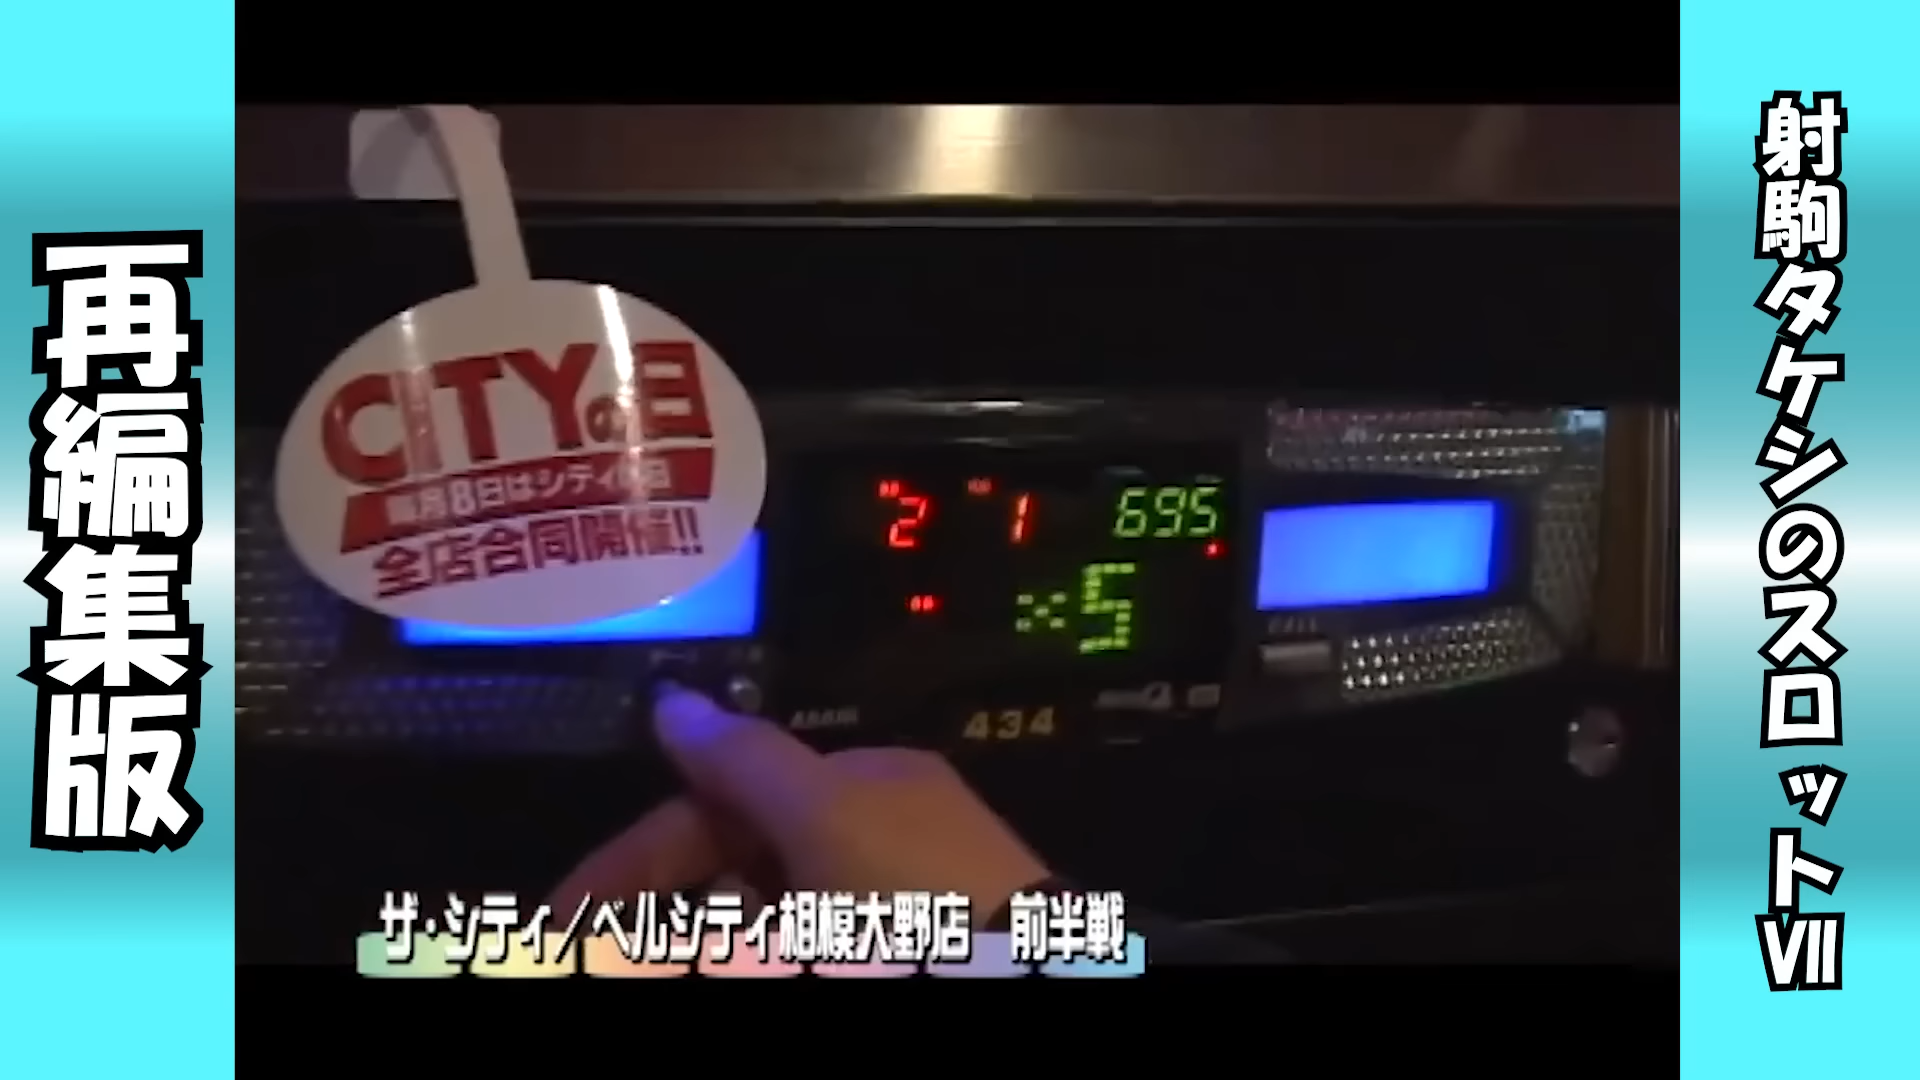 再編集版
CITYの日
毎月8日はシティの日
全店合同開催!!
2 1 695
×5
CALL
434
ザ・シティ／ベルシティ相模大野店 前半戦
射駒タケシのスロットⅦ